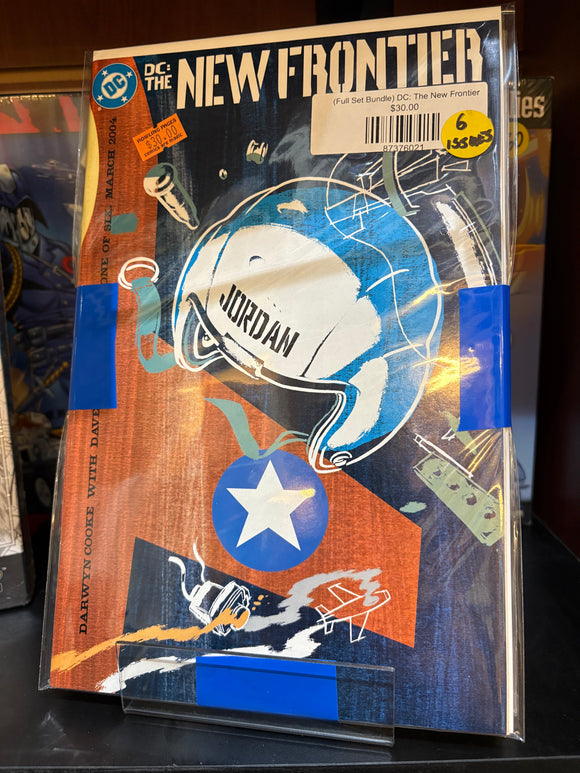 DC
DC:
THE
NEW FRONTIER
(Full Set Bundle) DC: The New Frontier
$30.00
87376021
6
ISSUES
$30.00
JORDAN
DARWYN COOKE WITH DAVE
ONE OF SIX. MARCH 2004
ies